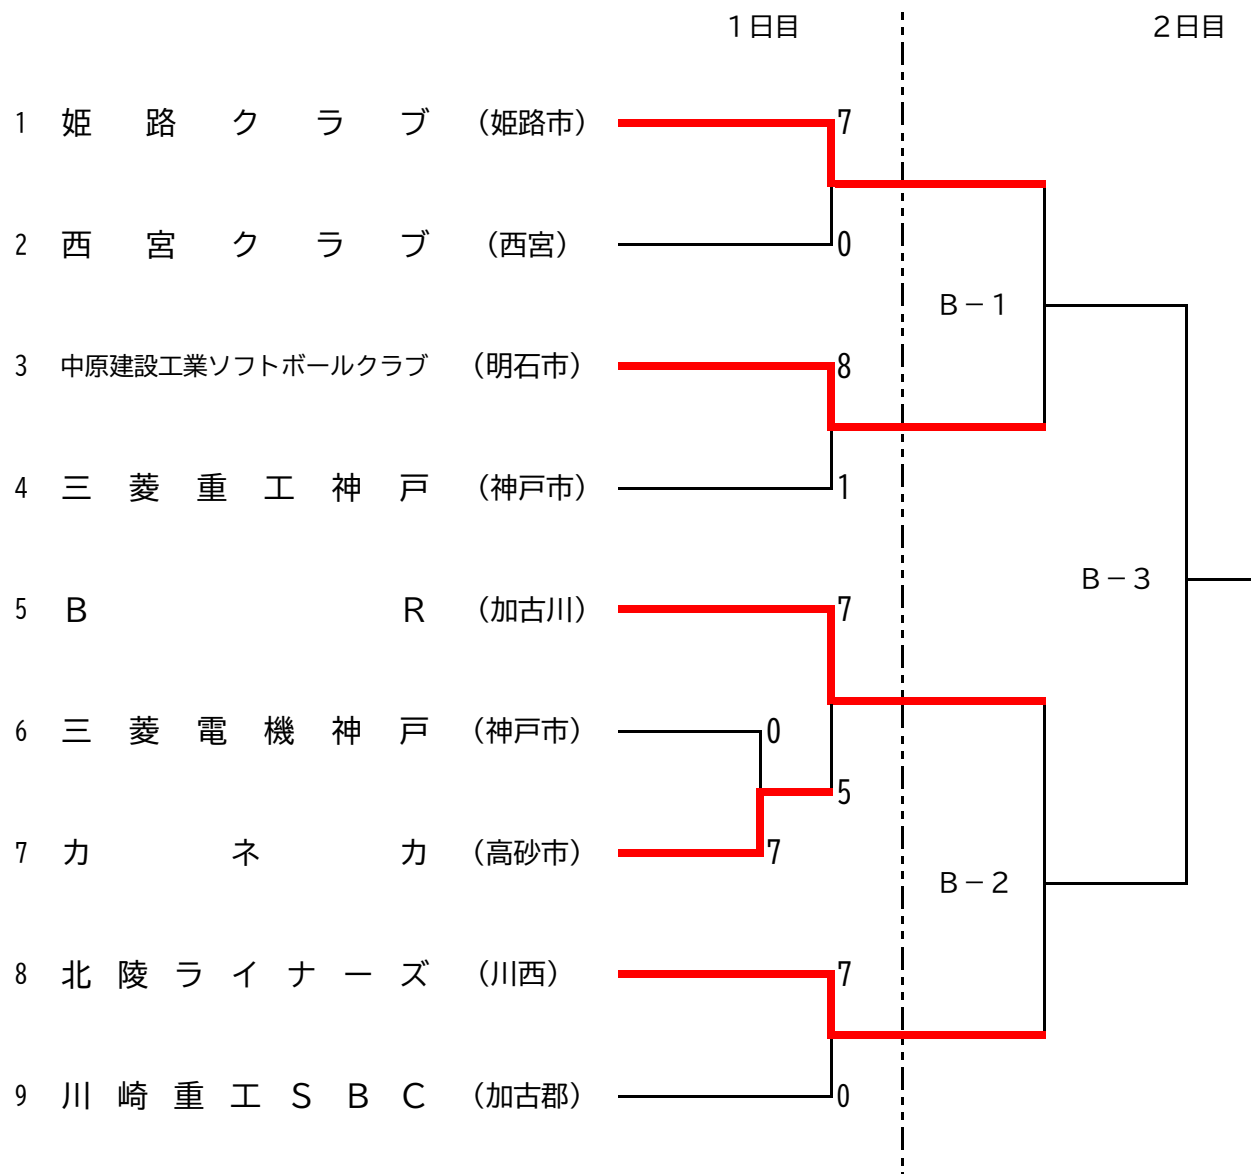 １日目 ２日目
1 姫路クラブ （姫路市） 7
2 西宮クラブ （西宮） 0
B－1
3 中原建設工業ソフトボールクラブ （明石市） 8
4 三菱重工神戸 （神戸市） 1
B－3
5 BR （加古川） 7
6 三菱電機神戸 （神戸市） 0
5
7 カネカ （高砂市） 7
B－2
8 北陵ライナーズ （川西） 7
9 川崎重工SBC （加古郡） 0